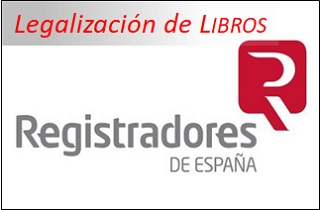 Legalización de LIBROS
Registradores
DE ESPAÑA